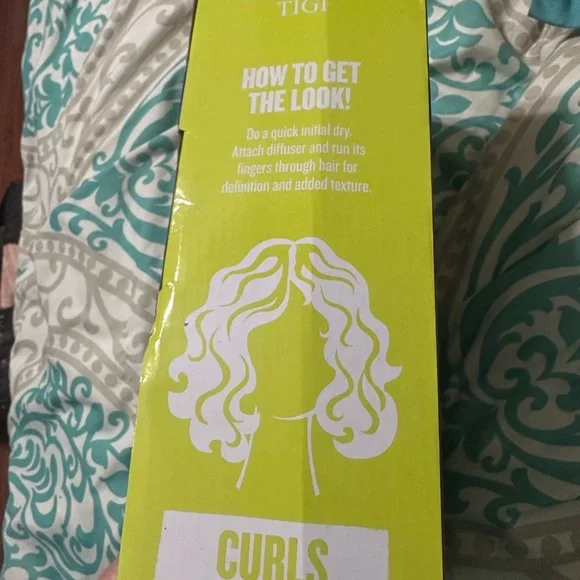 TIGI
HOW TO GET
THE LOOK!
Do a quick initial dry.
Attach diffuser and run its
fingers through hair for
definition and added texture.
CURLS